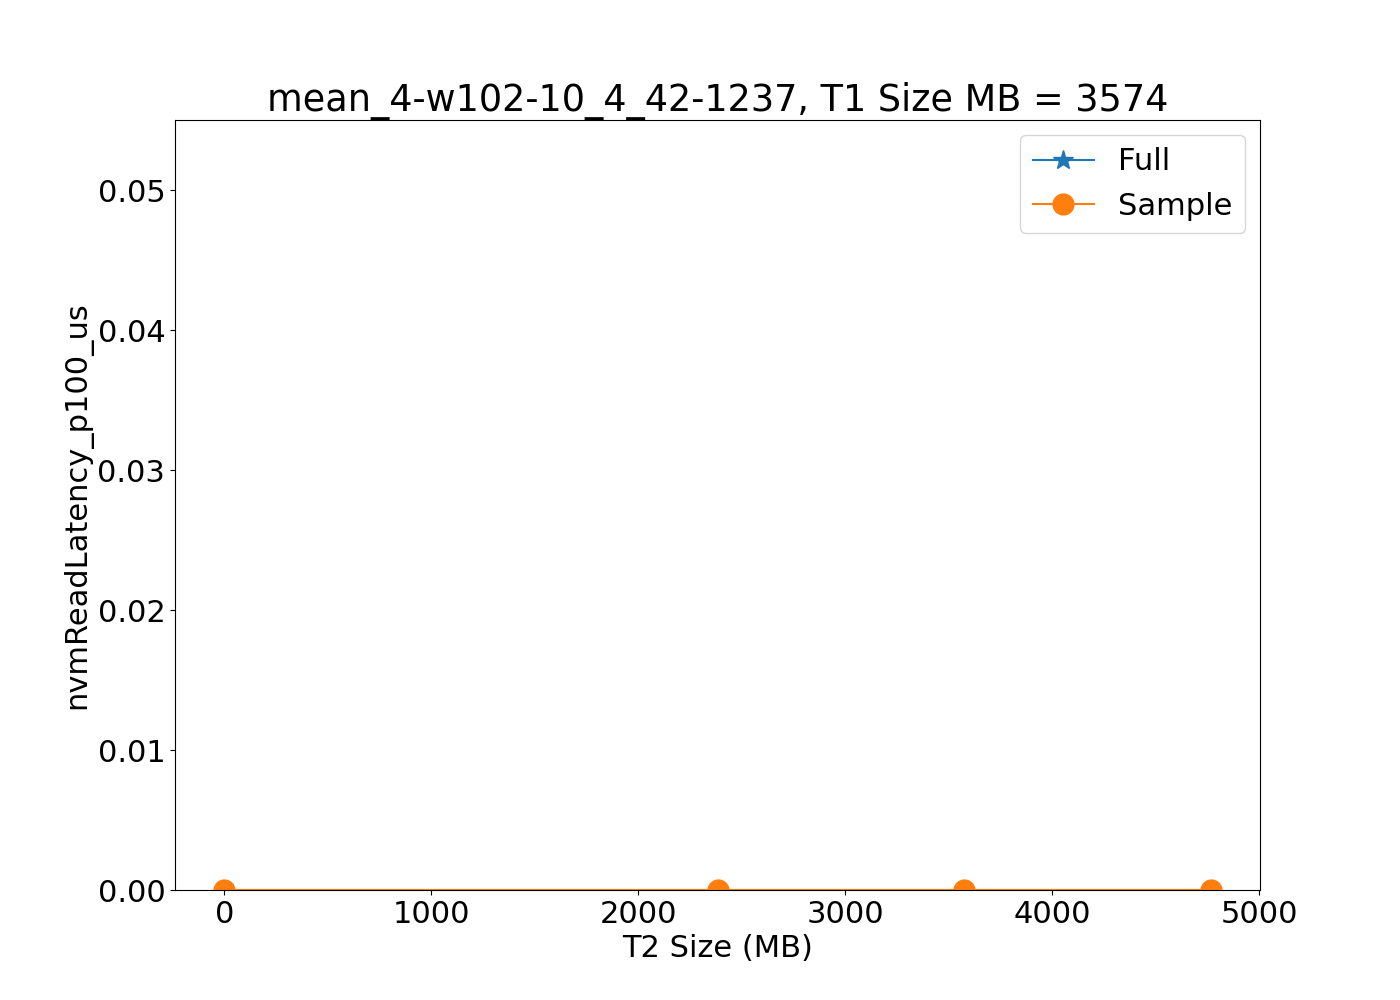 mean_4-w102-10_4_42-1237, T1 Size MB = 3574
Full
Sample
nvmReadLatency_p100_us
0.05
0.04
0.03
0.02
0.01
0.00
0 1000 2000 3000 4000 5000
T2 Size (MB)